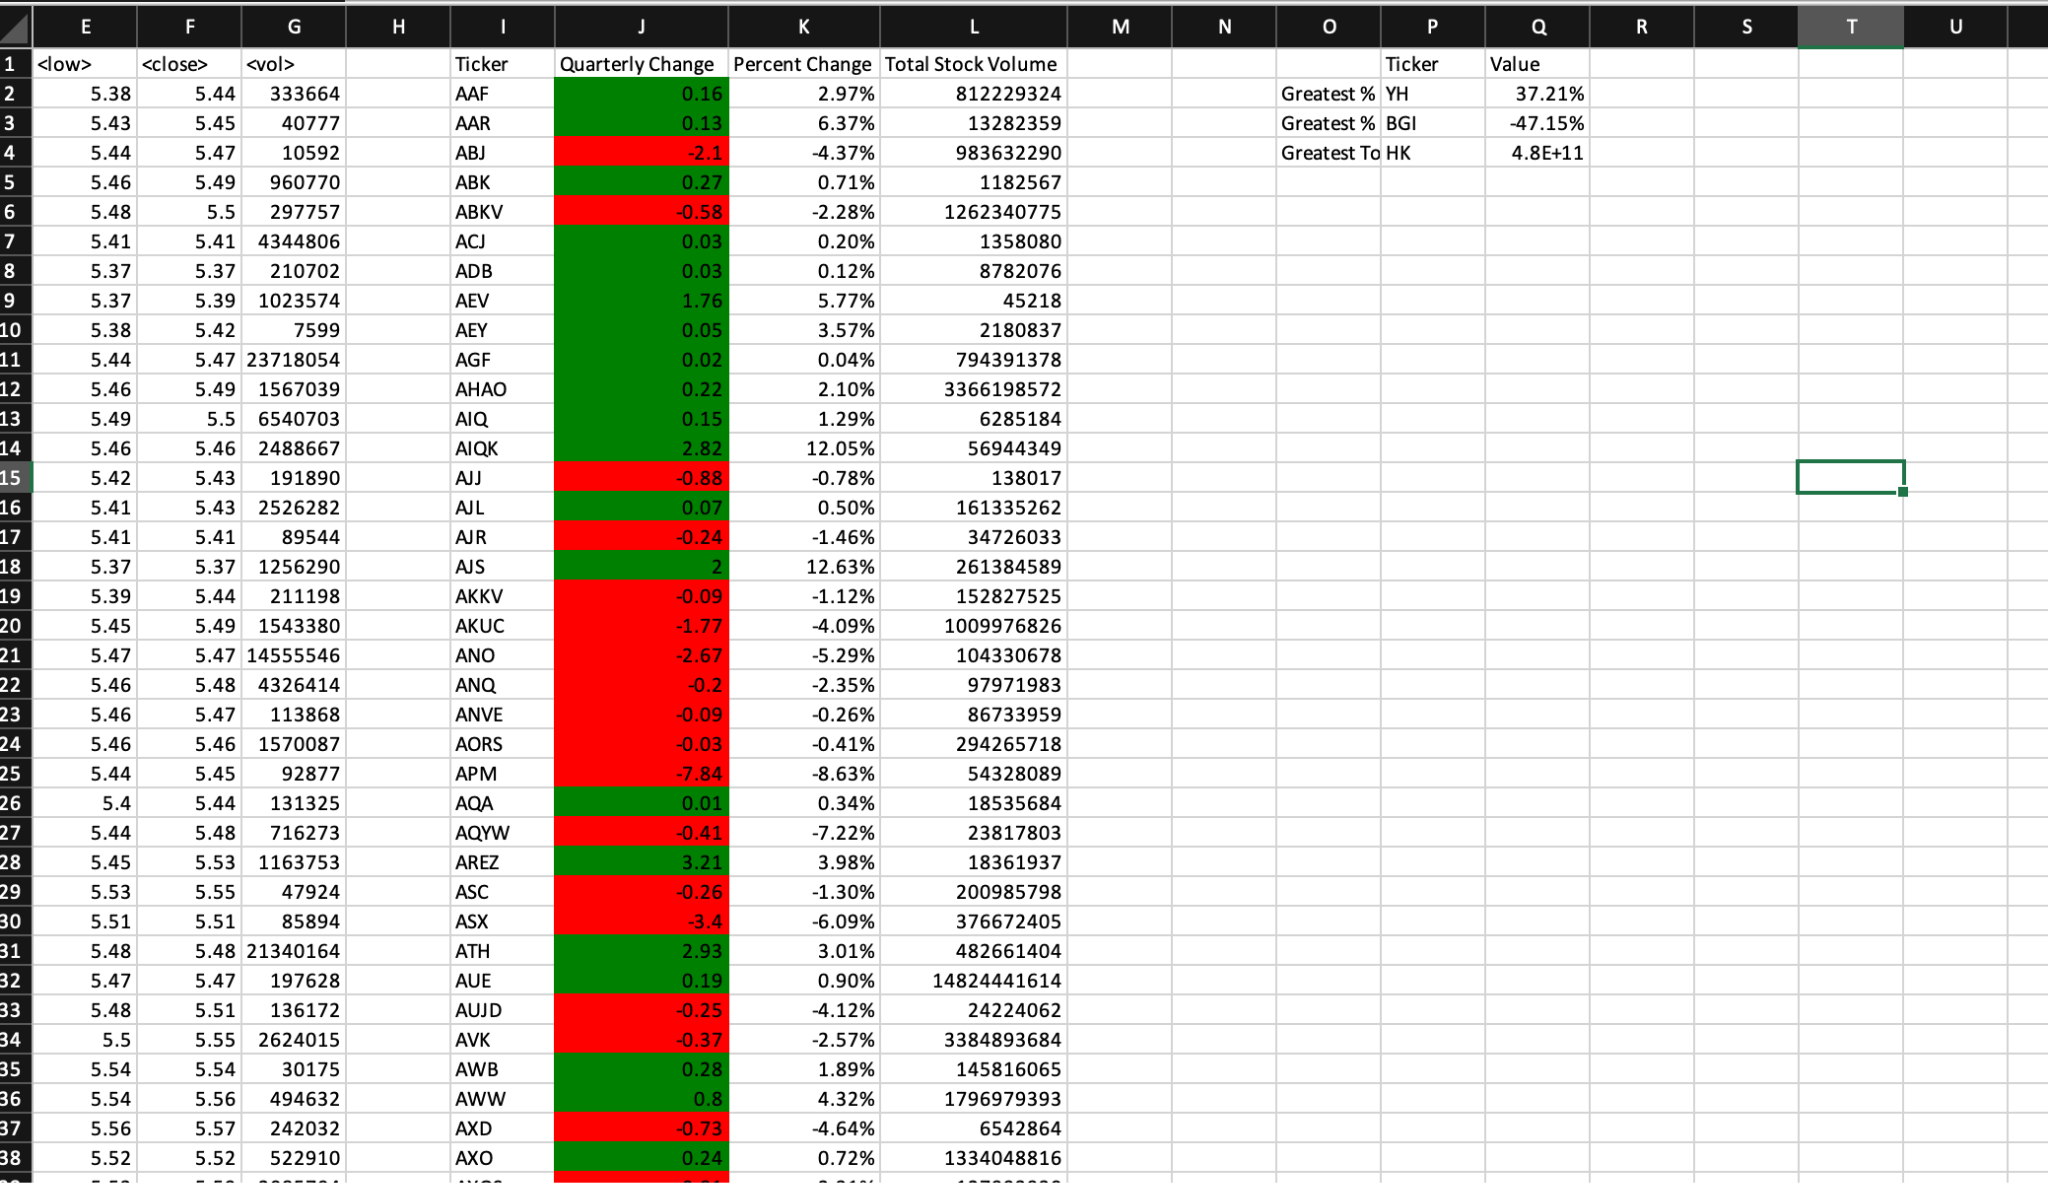 E F G H I J K L M N O P Q R S T U
1 <low> <close> <vol> Ticker Quarterly Change Percent Change Total Stock Volume Ticker Value
2 5.38 5.44 333664 AAF 0.16 2.97% 812229324 Greatest % YH 37.21%
3 5.43 5.45 40777 AAR 0.13 6.37% 13282359 Greatest % BGI -47.15%
4 5.44 5.47 10592 ABJ -2.1 -4.37% 983632290 Greatest To HK 4.8E+11
5 5.46 5.49 960770 ABK 0.27 0.71% 1182567
6 5.48 5.5 297757 ABKV -0.58 -2.28% 1262340775
7 5.41 5.41 4344806 ACJ 0.03 0.20% 1358080
8 5.37 5.37 210702 ADB 0.03 0.12% 8782076
9 5.37 5.39 1023574 AEV 1.76 5.77% 45218
10 5.38 5.42 7599 AEY 0.05 3.57% 2180837
11 5.44 5.47 23718054 AGF 0.02 0.04% 794391378
12 5.46 5.49 1567039 AHAO 0.22 2.10% 3366198572
13 5.49 5.5 6540703 AIQ 0.15 1.29% 6285184
14 5.46 5.46 2488667 AIQK 2.82 12.05% 56944349
15 5.42 5.43 191890 AJJ -0.88 -0.78% 138017
16 5.41 5.43 2526282 AJL 0.07 0.50% 161335262
17 5.41 5.41 89544 AJR -0.24 -1.46% 34726033
18 5.37 5.37 1256290 AJS 2 12.63% 261384589
19 5.39 5.44 211198 AKKV -0.09 -1.12% 152827525
20 5.45 5.49 1543380 AKUC -1.77 -4.09% 1009976826
21 5.47 5.47 14555546 ANO -2.67 -5.29% 104330678
22 5.46 5.48 4326414 ANQ -0.2 -2.35% 97971983
23 5.46 5.47 113868 ANVE -0.09 -0.26% 86733959
24 5.46 5.46 1570087 AORS -0.03 -0.41% 294265718
25 5.44 5.45 92877 APM -7.84 -8.63% 54328089
26 5.4 5.44 131325 AQA 0.01 0.34% 18535684
27 5.44 5.48 716273 AQYW -0.41 -7.22% 23817803
28 5.45 5.53 1163753 AREZ 3.21 3.98% 18361937
29 5.53 5.55 47924 ASC -0.26 -1.30% 200985798
30 5.51 5.51 85894 ASX -3.4 -6.09% 376672405
31 5.48 5.48 21340164 ATH 2.93 3.01% 482661404
32 5.47 5.47 197628 AUE 0.19 0.90% 14824441614
33 5.48 5.51 136172 AUJD -0.25 -4.12% 24224062
34 5.5 5.55 2624015 AVK -0.37 -2.57% 3384893684
35 5.54 5.54 30175 AWB 0.28 1.89% 145816065
36 5.54 5.56 494632 AWW 0.8 4.32% 1796979393
37 5.56 5.57 242032 AXD -0.73 -4.64% 6542864
38 5.52 5.52 522910 AXO 0.24 0.72% 1334048816